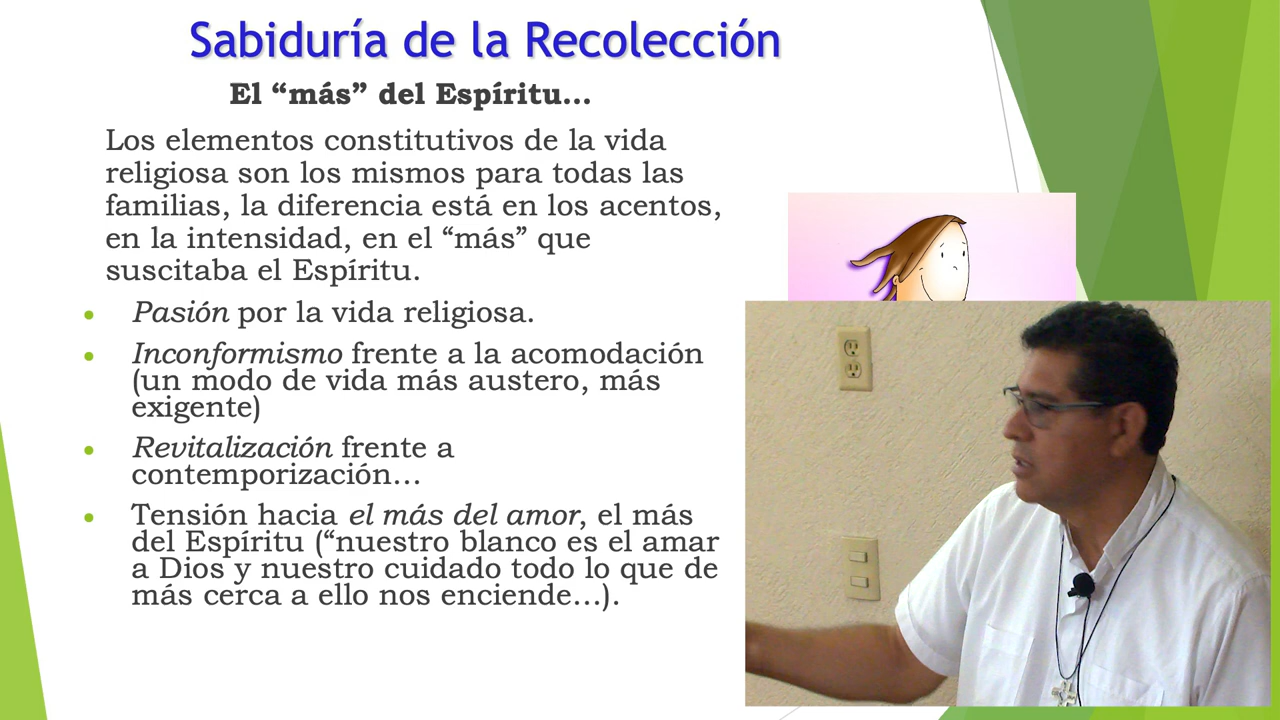 Sabiduría de la Recolección
El “más” del Espíritu...
Los elementos constitutivos de la vida
religiosa son los mismos para todas las
familias, la diferencia está en los acentos,
en la intensidad, en el “más” que
suscitaba el Espíritu.
• Pasión por la vida religiosa.
• Inconformismo frente a la acomodación
(un modo de vida más austero, más
exigente)
• Revitalización frente a
contemporización...
• Tensión hacia el más del amor, el más
del Espíritu (“nuestro blanco es el amar
a Dios y nuestro cuidado todo lo que de
más cerca a ello nos enciende...).